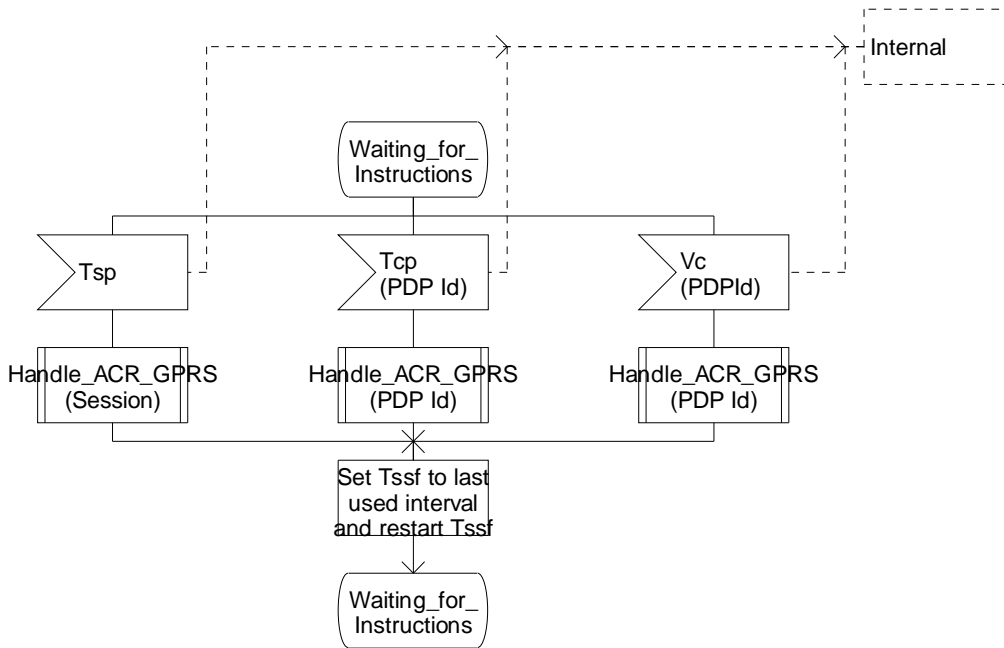 Internal
Waiting_for_
Instructions
Tsp
Tcp
(PDP Id)
Vc
(PDPId)
Handle_ACR_GPRS
(Session)
Handle_ACR_GPRS
(PDP Id)
Handle_ACR_GPRS
(PDP Id)
Set Tssf to last
used interval
and restart Tssf
Waiting_for_
Instructions